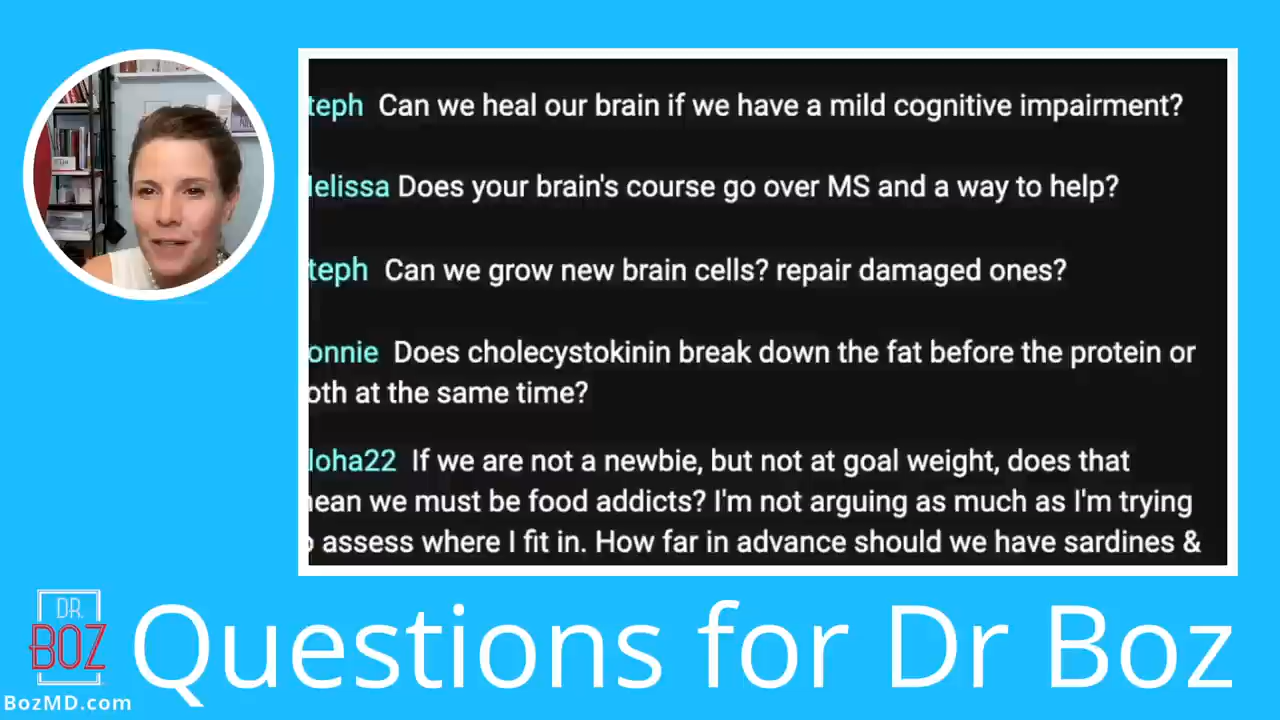 teph Can we heal our brain if we have a mild cognitive impairment?
elissa Does your brain's course go over MS and a way to help?
teph Can we grow new brain cells? repair damaged ones?
onnie Does cholecystokinin break down the fat before the protein or
oth at the same time?
loha22 If we are not a newbie, but not at goal weight, does that
ean we must be food addicts? I'm not arguing as much as I'm trying
assess where I fit in. How far in advance should we have sardines &
DR.
BOZ
Questions for Dr Boz
BozMD.com